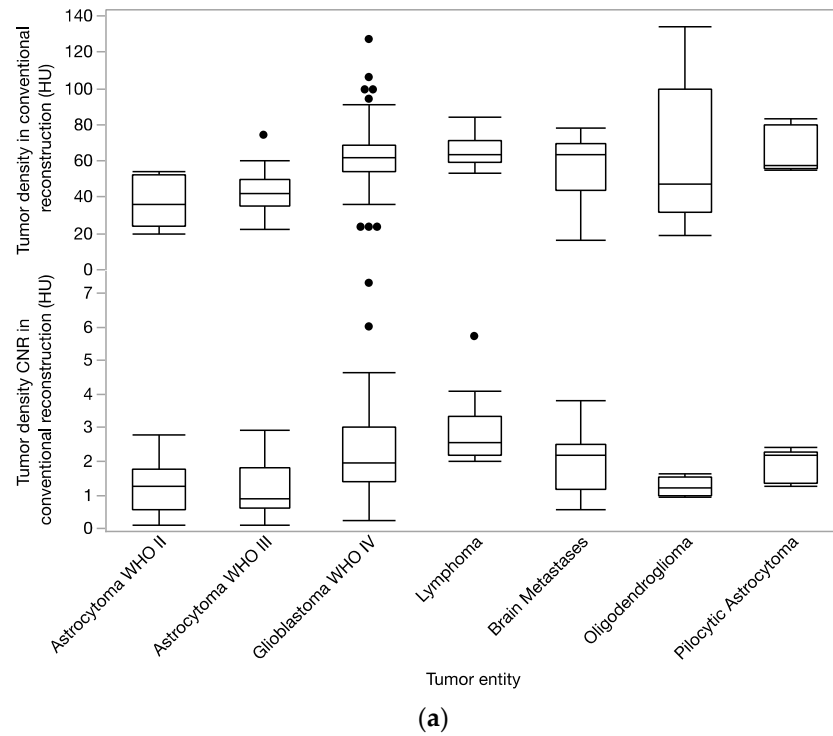 Tumor density in conventional
reconstruction (HU)
140
120
100
80
60
40
20
0
Tumor density CNR in
conventional reconstruction (HU)
7
6
5
4
3
2
1
0
Astrocytoma WHO II
Astrocytoma WHO III
Glioblastoma WHO IV
Lymphoma
Brain Metastases
Oligodendroglioma
Pilocytic Astrocytoma
Tumor entity
(a)